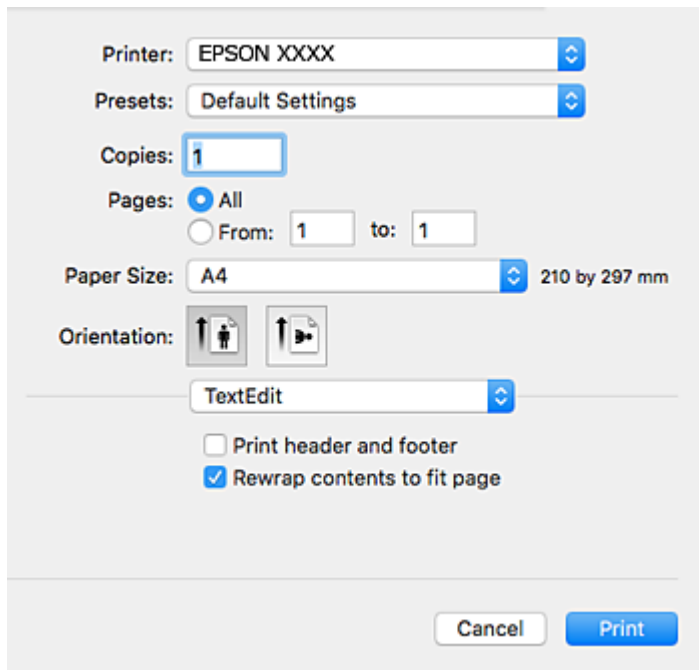 Printer: EPSON XXXX
Presets: Default Settings
Copies: 1
Pages: All
From: 1 to: 1
Paper Size: A4 210 by 297 mm
Orientation:
TextEdit
Print header and footer
Rewrap contents to fit page
Cancel Print